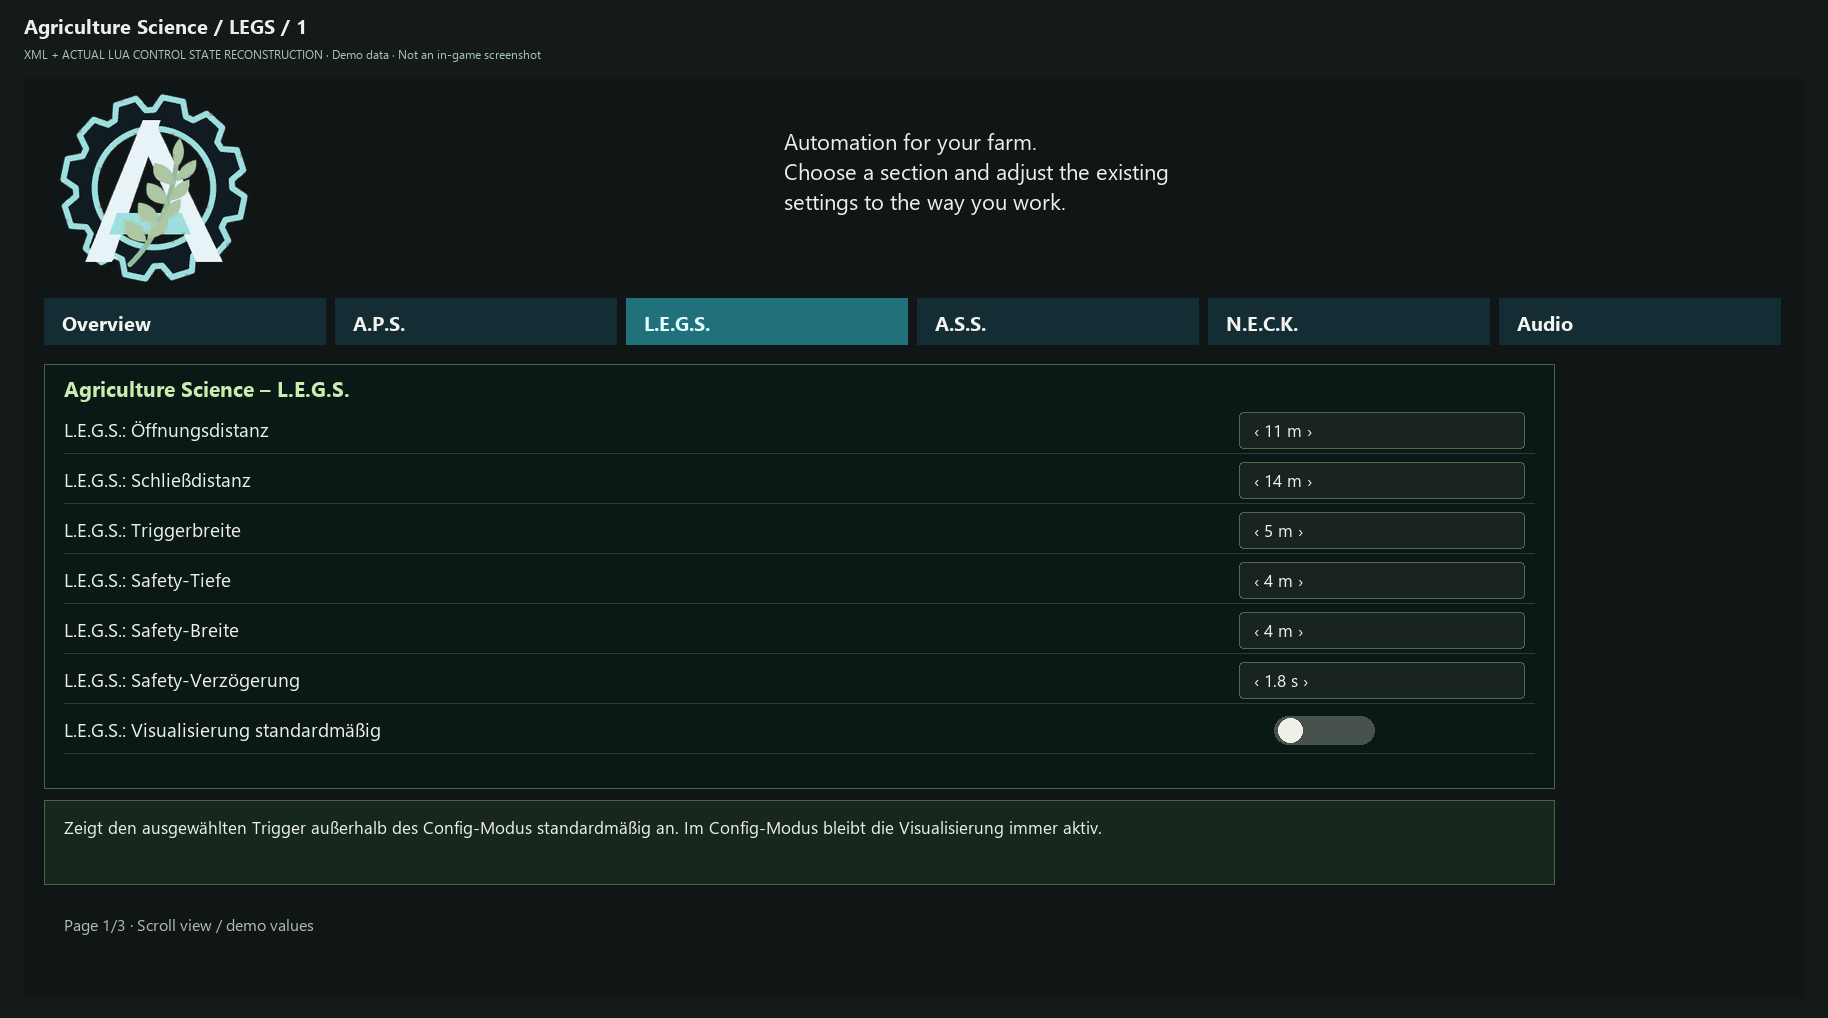 Agriculture Science / LEGS / 1
XML + ACTUAL LUA CONTROL STATE RECONSTRUCTION · Demo data · Not an in-game screenshot
Automation for your farm.
Choose a section and adjust the existing
settings to the way you work.
Overview
A.P.S.
L.E.G.S.
A.S.S.
N.E.C.K.
Audio
Agriculture Science – L.E.G.S.
L.E.G.S.: Öffnungsdistanz
‹ 11 m ›
L.E.G.S.: Schließdistanz
‹ 14 m ›
L.E.G.S.: Triggerbreite
‹ 5 m ›
L.E.G.S.: Safety-Tiefe
‹ 4 m ›
L.E.G.S.: Safety-Breite
‹ 4 m ›
L.E.G.S.: Safety-Verzögerung
‹ 1.8 s ›
L.E.G.S.: Visualisierung standardmäßig
Zeigt den ausgewählten Trigger außerhalb des Config-Modus standardmäßig an. Im Config-Modus bleibt die Visualisierung immer aktiv.
Page 1/3 · Scroll view / demo values